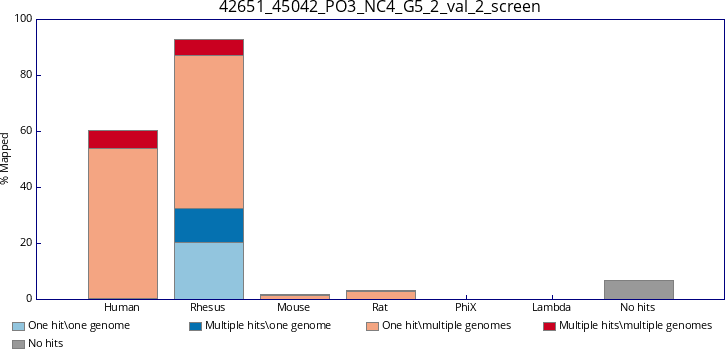 42651_45042_PO3_NC4_G5_2_val_2_screen
100
80
60
40
20
0
% Mapped
Human Rhesus Mouse Rat PhiX Lambda No hits
One hit\one genome Multiple hits\one genome One hit\multiple genomes Multiple hits\multiple genomes
No hits